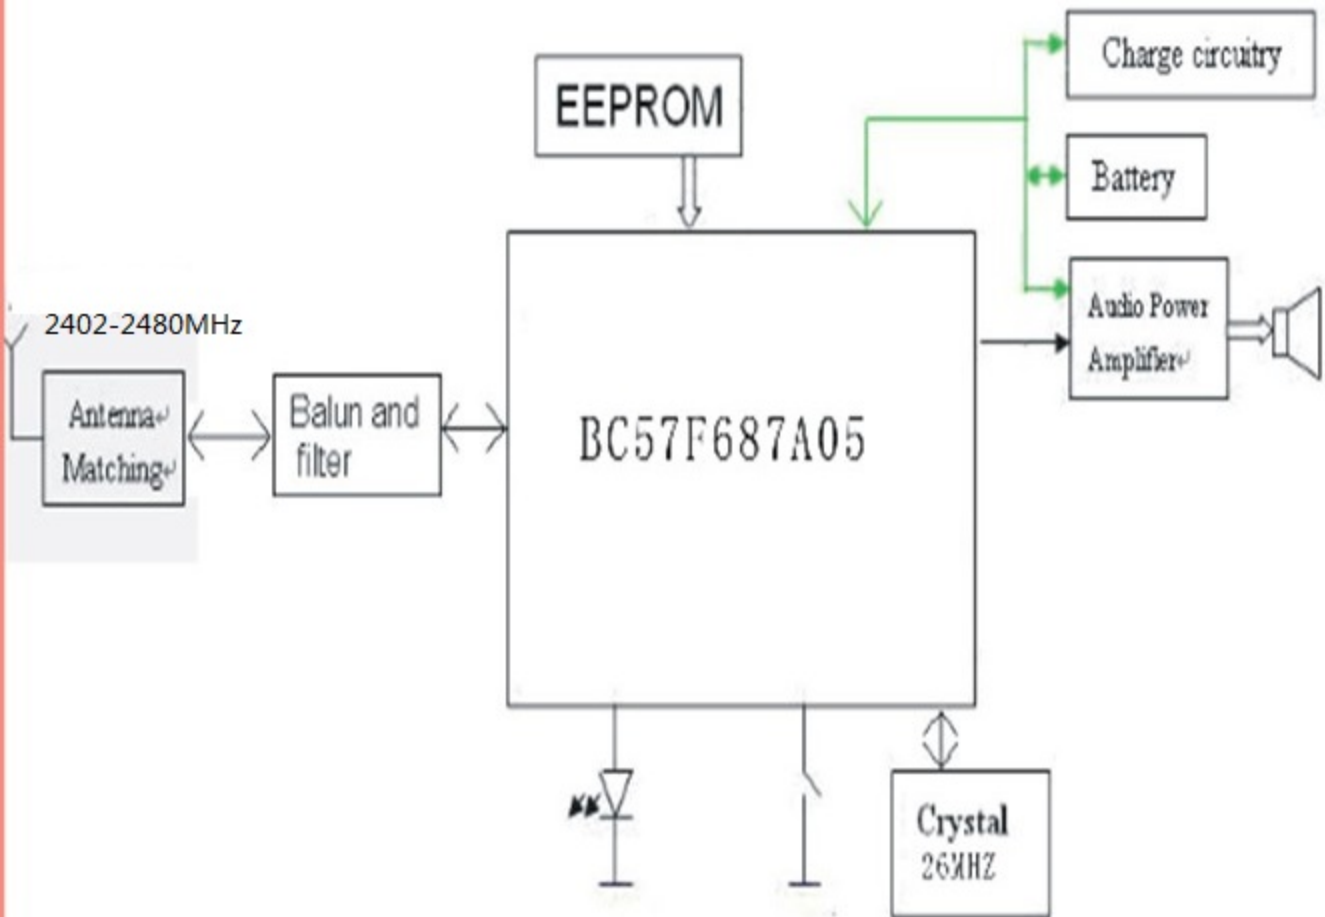 Charge circuitry
EEPROM
Battery
2402-2480MHz
Audio Power
Amplifier↵
Antenna↵
Matching↵
Balun and
filter
BC57F687A05
Crystal
26MHZ